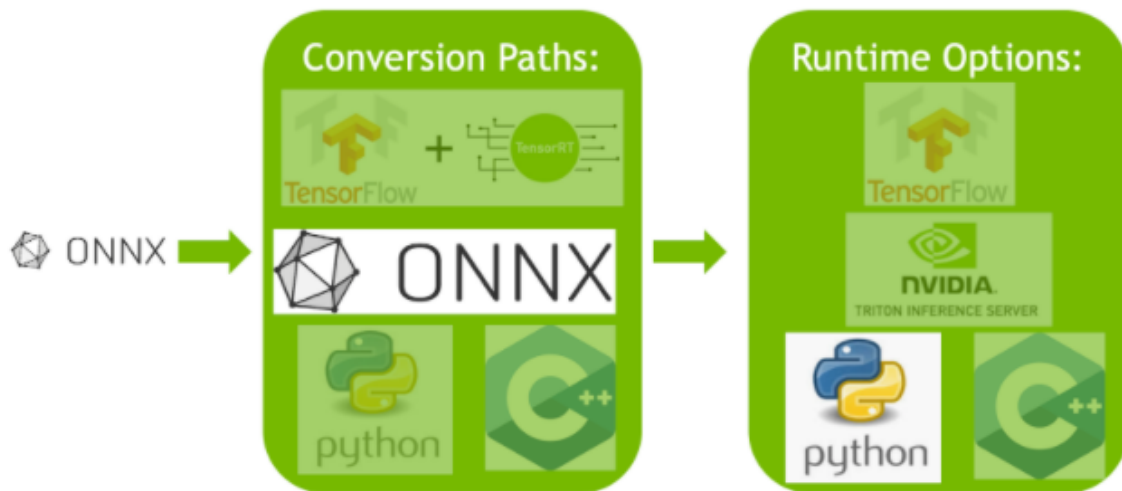 Conversion Paths:
TensorFlow
+
TensorRT
ONNX
ONNX
python
C++
Runtime Options:
TensorFlow
NVIDIA.
TRITON INFERENCE SERVER
python
C++